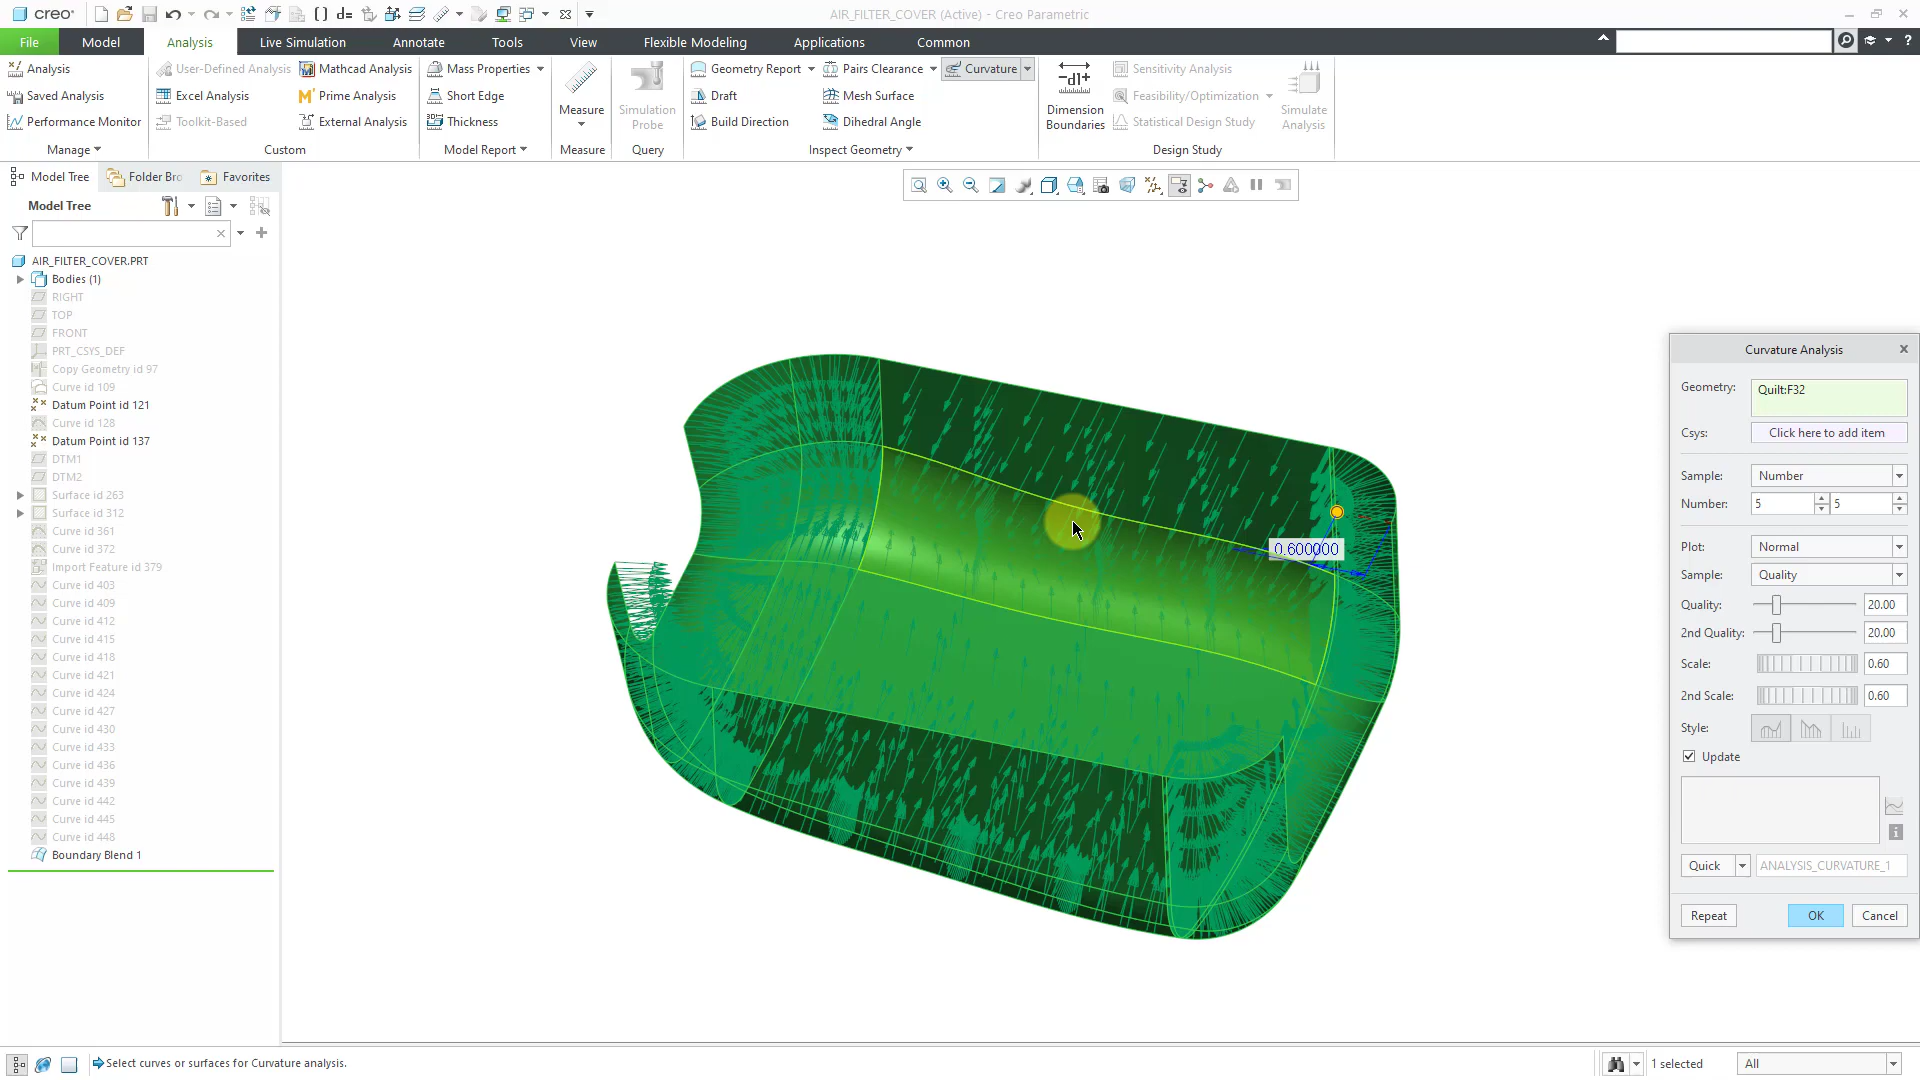 creo°
d=
AIR_FILTER_COVER (Active) - Creo Parametric
File
Model
Analysis
Live Simulation
Annotate
Tools
View
Flexible Modeling
Applications
Common
Analysis
Saved Analysis
Performance Monitor
Manage
User-Defined Analysis
Excel Analysis
Toolkit-Based
Mathcad Analysis
Prime Analysis
External Analysis
Custom
Mass Properties
Short Edge
Thickness
Model Report
Measure
Measure
Simulation
Probe
Query
Geometry Report
Draft
Build Direction
Pairs Clearance
Mesh Surface
Dihedral Angle
Curvature
Inspect Geometry
Dimension
Boundaries
Sensitivity Analysis
Feasibility/Optimization
Statistical Design Study
Simulate
Analysis
Design Study
Model Tree
Folder Bro
Favorites
Model Tree
AIR_FILTER_COVER.PRT
Bodies (1)
RIGHT
TOP
FRONT
PRT_CSYS_DEF
Copy Geometry id 97
Curve id 109
Datum Point id 121
Curve id 128
Datum Point id 137
DTM1
DTM2
Surface id 263
Surface id 312
Curve id 361
Curve id 372
Import Feature id 379
Curve id 403
Curve id 409
Curve id 412
Curve id 415
Curve id 418
Curve id 421
Curve id 424
Curve id 427
Curve id 430
Curve id 433
Curve id 436
Curve id 439
Curve id 442
Curve id 445
Curve id 448
Boundary Blend 1
0.600000
Curvature Analysis
Geometry: Quilt:F32
Csys: Click here to add item
Sample: Number
Number: 5 5
Plot: Normal
Sample: Quality
Quality: 20.00
2nd Quality: 20.00
Scale: 0.60
2nd Scale: 0.60
Style:
Update
Quick ANALYSIS_CURVATURE_1
Repeat OK Cancel
Select curves or surfaces for Curvature analysis.
1 selected
All